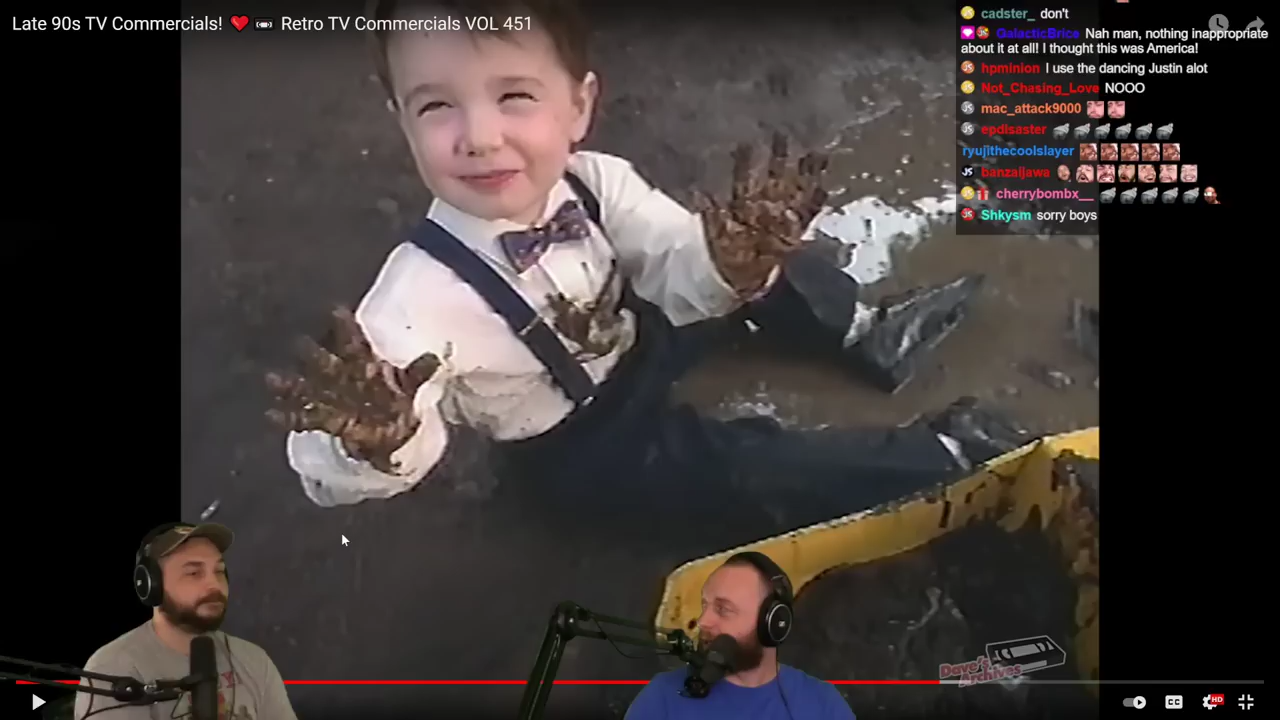 Late 90s TV Commercials! ❤️ 📼 Retro TV Commercials VOL 451
cadster_ don't
GalacticBrice Nah man, nothing inappropriate
about it at all! I thought this was America!
hpminion I use the dancing Justin alot
Not_Chasing_Love NOOO
mac_attack9000
epdisaster
ryujithecoolslayer
banzaijawa
cherrybombx__
Shkysm sorry boys
Dave's
Archives
CC
HD